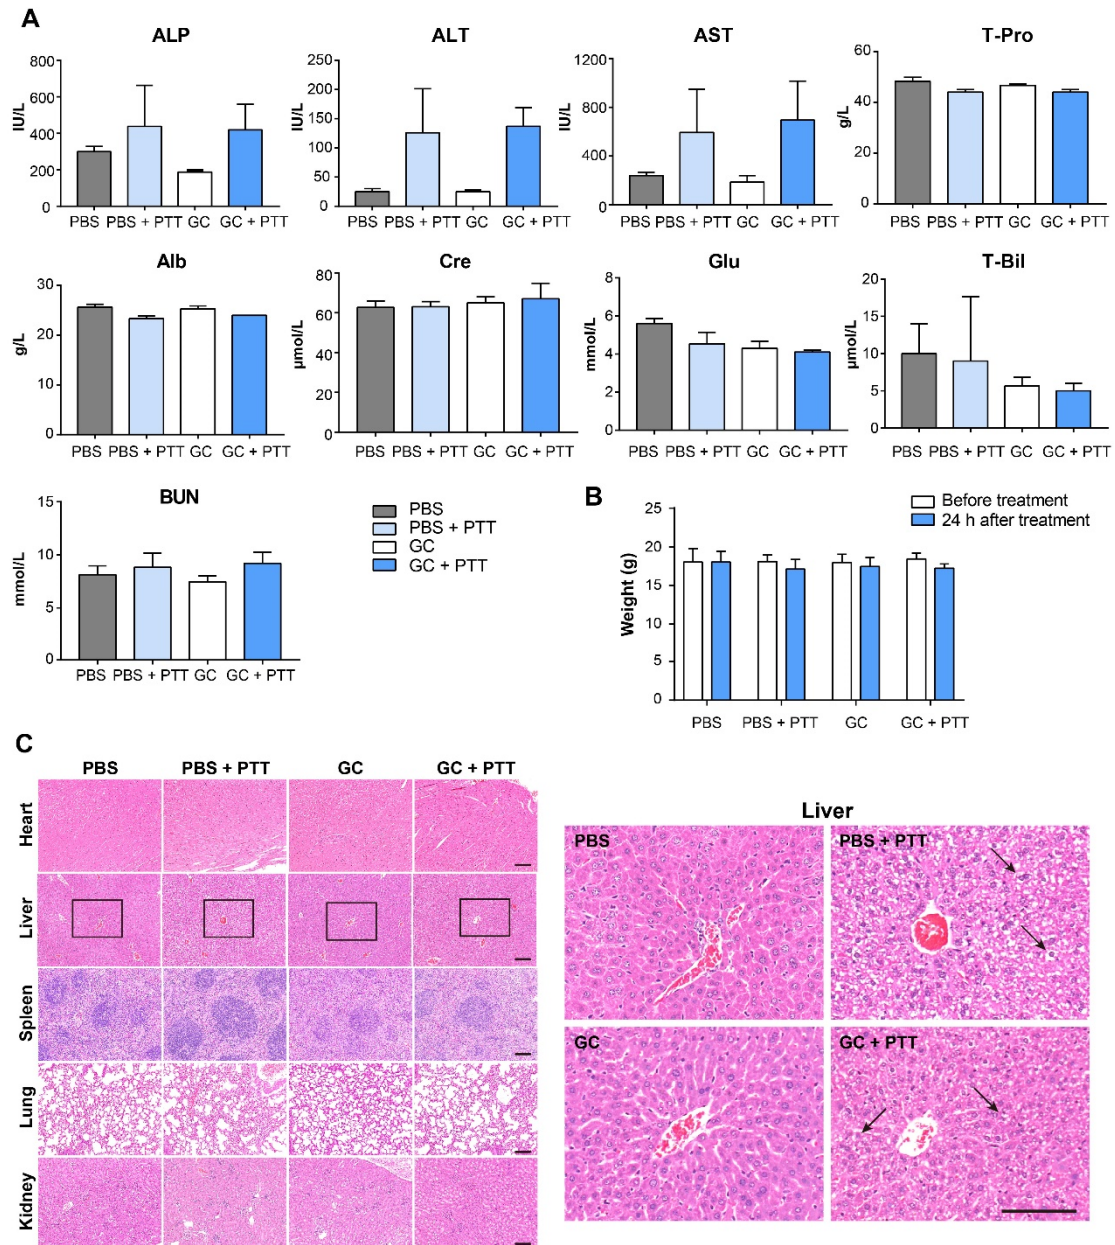 A
ALP
ALT
AST
T-Pro
IU/L
800
600
400
200
0
PBS PBS + PTT GC GC + PTT
IU/L
250
200
150
100
50
0
PBS PBS + PTT GC GC + PTT
IU/L
1200
800
400
0
PBS PBS + PTT GC GC + PTT
g/L
60
40
20
0
PBS PBS + PTT GC GC + PTT
Alb
Cre
Glu
T-Bil
g/L
30
20
10
0
PBS PBS + PTT GC GC + PTT
µmol/L
80
60
40
20
0
PBS PBS + PTT GC GC + PTT
mmol/L
8
6
4
2
0
PBS PBS + PTT GC GC + PTT
µmol/L
20
15
10
5
0
PBS PBS + PTT GC GC + PTT
BUN
mmol/L
15
10
5
0
PBS PBS + PTT GC GC + PTT
PBS
PBS + PTT
GC
GC + PTT
B
Before treatment
24 h after treatment
Weight (g)
25
20
15
10
5
0
PBS PBS + PTT GC GC + PTT
C
PBS PBS + PTT GC GC + PTT
Heart
Liver
Spleen
Lung
Kidney
Liver
PBS
PBS + PTT
GC
GC + PTT